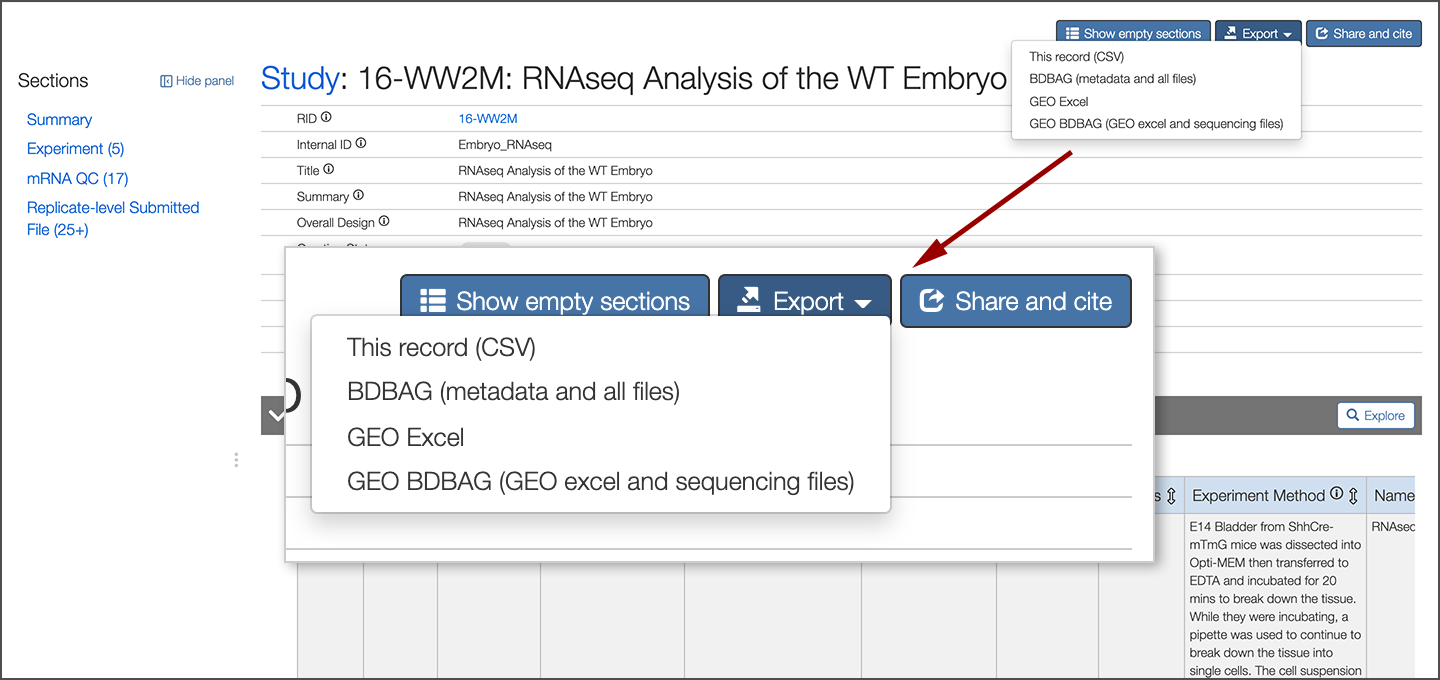 Show empty sections
Export
Share and cite
This record (CSV)
BDBAG (metadata and all files)
GEO Excel
GEO BDBAG (GEO excel and sequencing files)
Sections
Hide panel
Summary
Experiment (5)
mRNA QC (17)
Replicate-level Submitted
File (25+)
Study: 16-WW2M: RNAseq Analysis of the WT Embryo
RID 16-WW2M
Internal ID Embryo_RNAseq
Title RNAseq Analysis of the WT Embryo
Summary RNAseq Analysis of the WT Embryo
Overall Design RNAseq Analysis of the WT Embryo
Show empty sections
Export
Share and cite
This record (CSV)
BDBAG (metadata and all files)
GEO Excel
GEO BDBAG (GEO excel and sequencing files)
Explore
s Experiment Method Name
E14 Bladder from ShhCre-
mTmG mice was dissected into
Opti-MEM then transferred to
EDTA and incubated for 20
mins to break down the tissue.
While they were incubating, a
pipette was used to continue to
break down the tissue into
single cells. The cell suspension
RNAsec